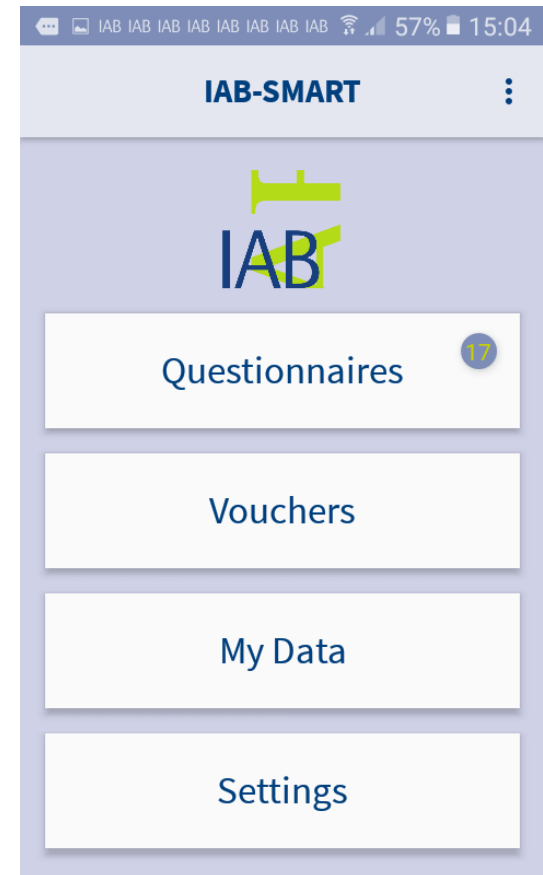 IAB IAB IAB IAB IAB IAB IAB IAB 57% 15:04
IAB-SMART
IAB
Questionnaires 17
Vouchers
My Data
Settings